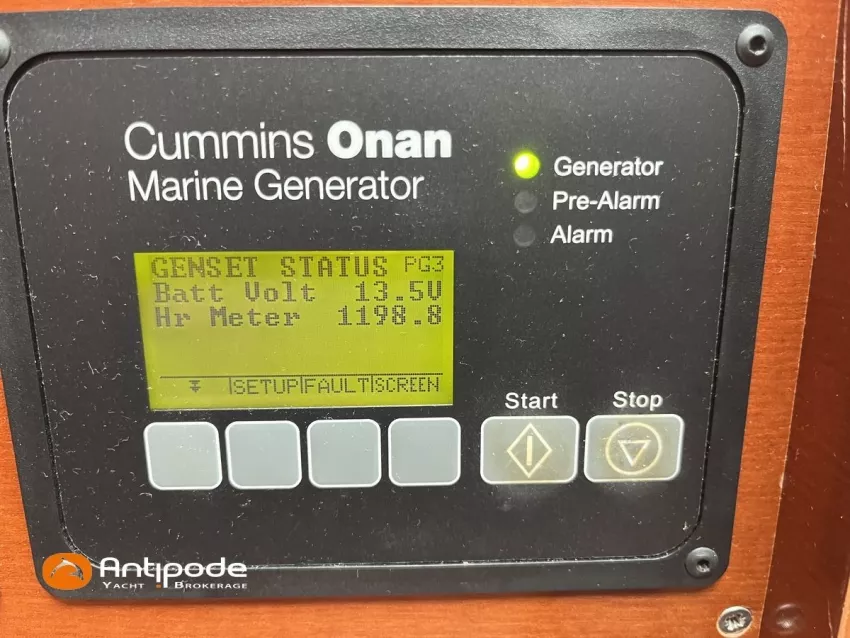 Cummins Onan
Marine Generator
Generator
Pre-Alarm
Alarm
GENSET STATUS PG3
Batt Volt 13.5V
Hr Meter 1198.8
SETUP FAULT SCREEN
Start Stop
Antipode
YACHT BROKERAGE